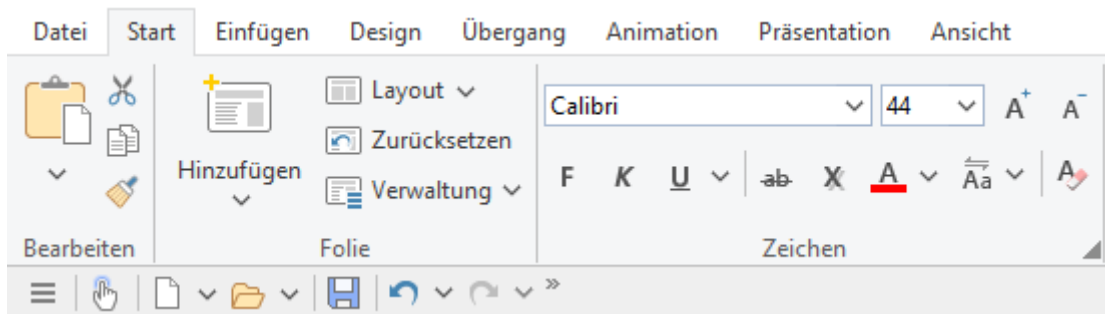 Datei Start Einfügen Design Übergang Animation Präsentation Ansicht
Layout
Calibri 44 A+ A-
Zurücksetzen
Hinzufügen
F K U ab X A Aa A
Verwaltung
Bearbeiten Folie Zeichen